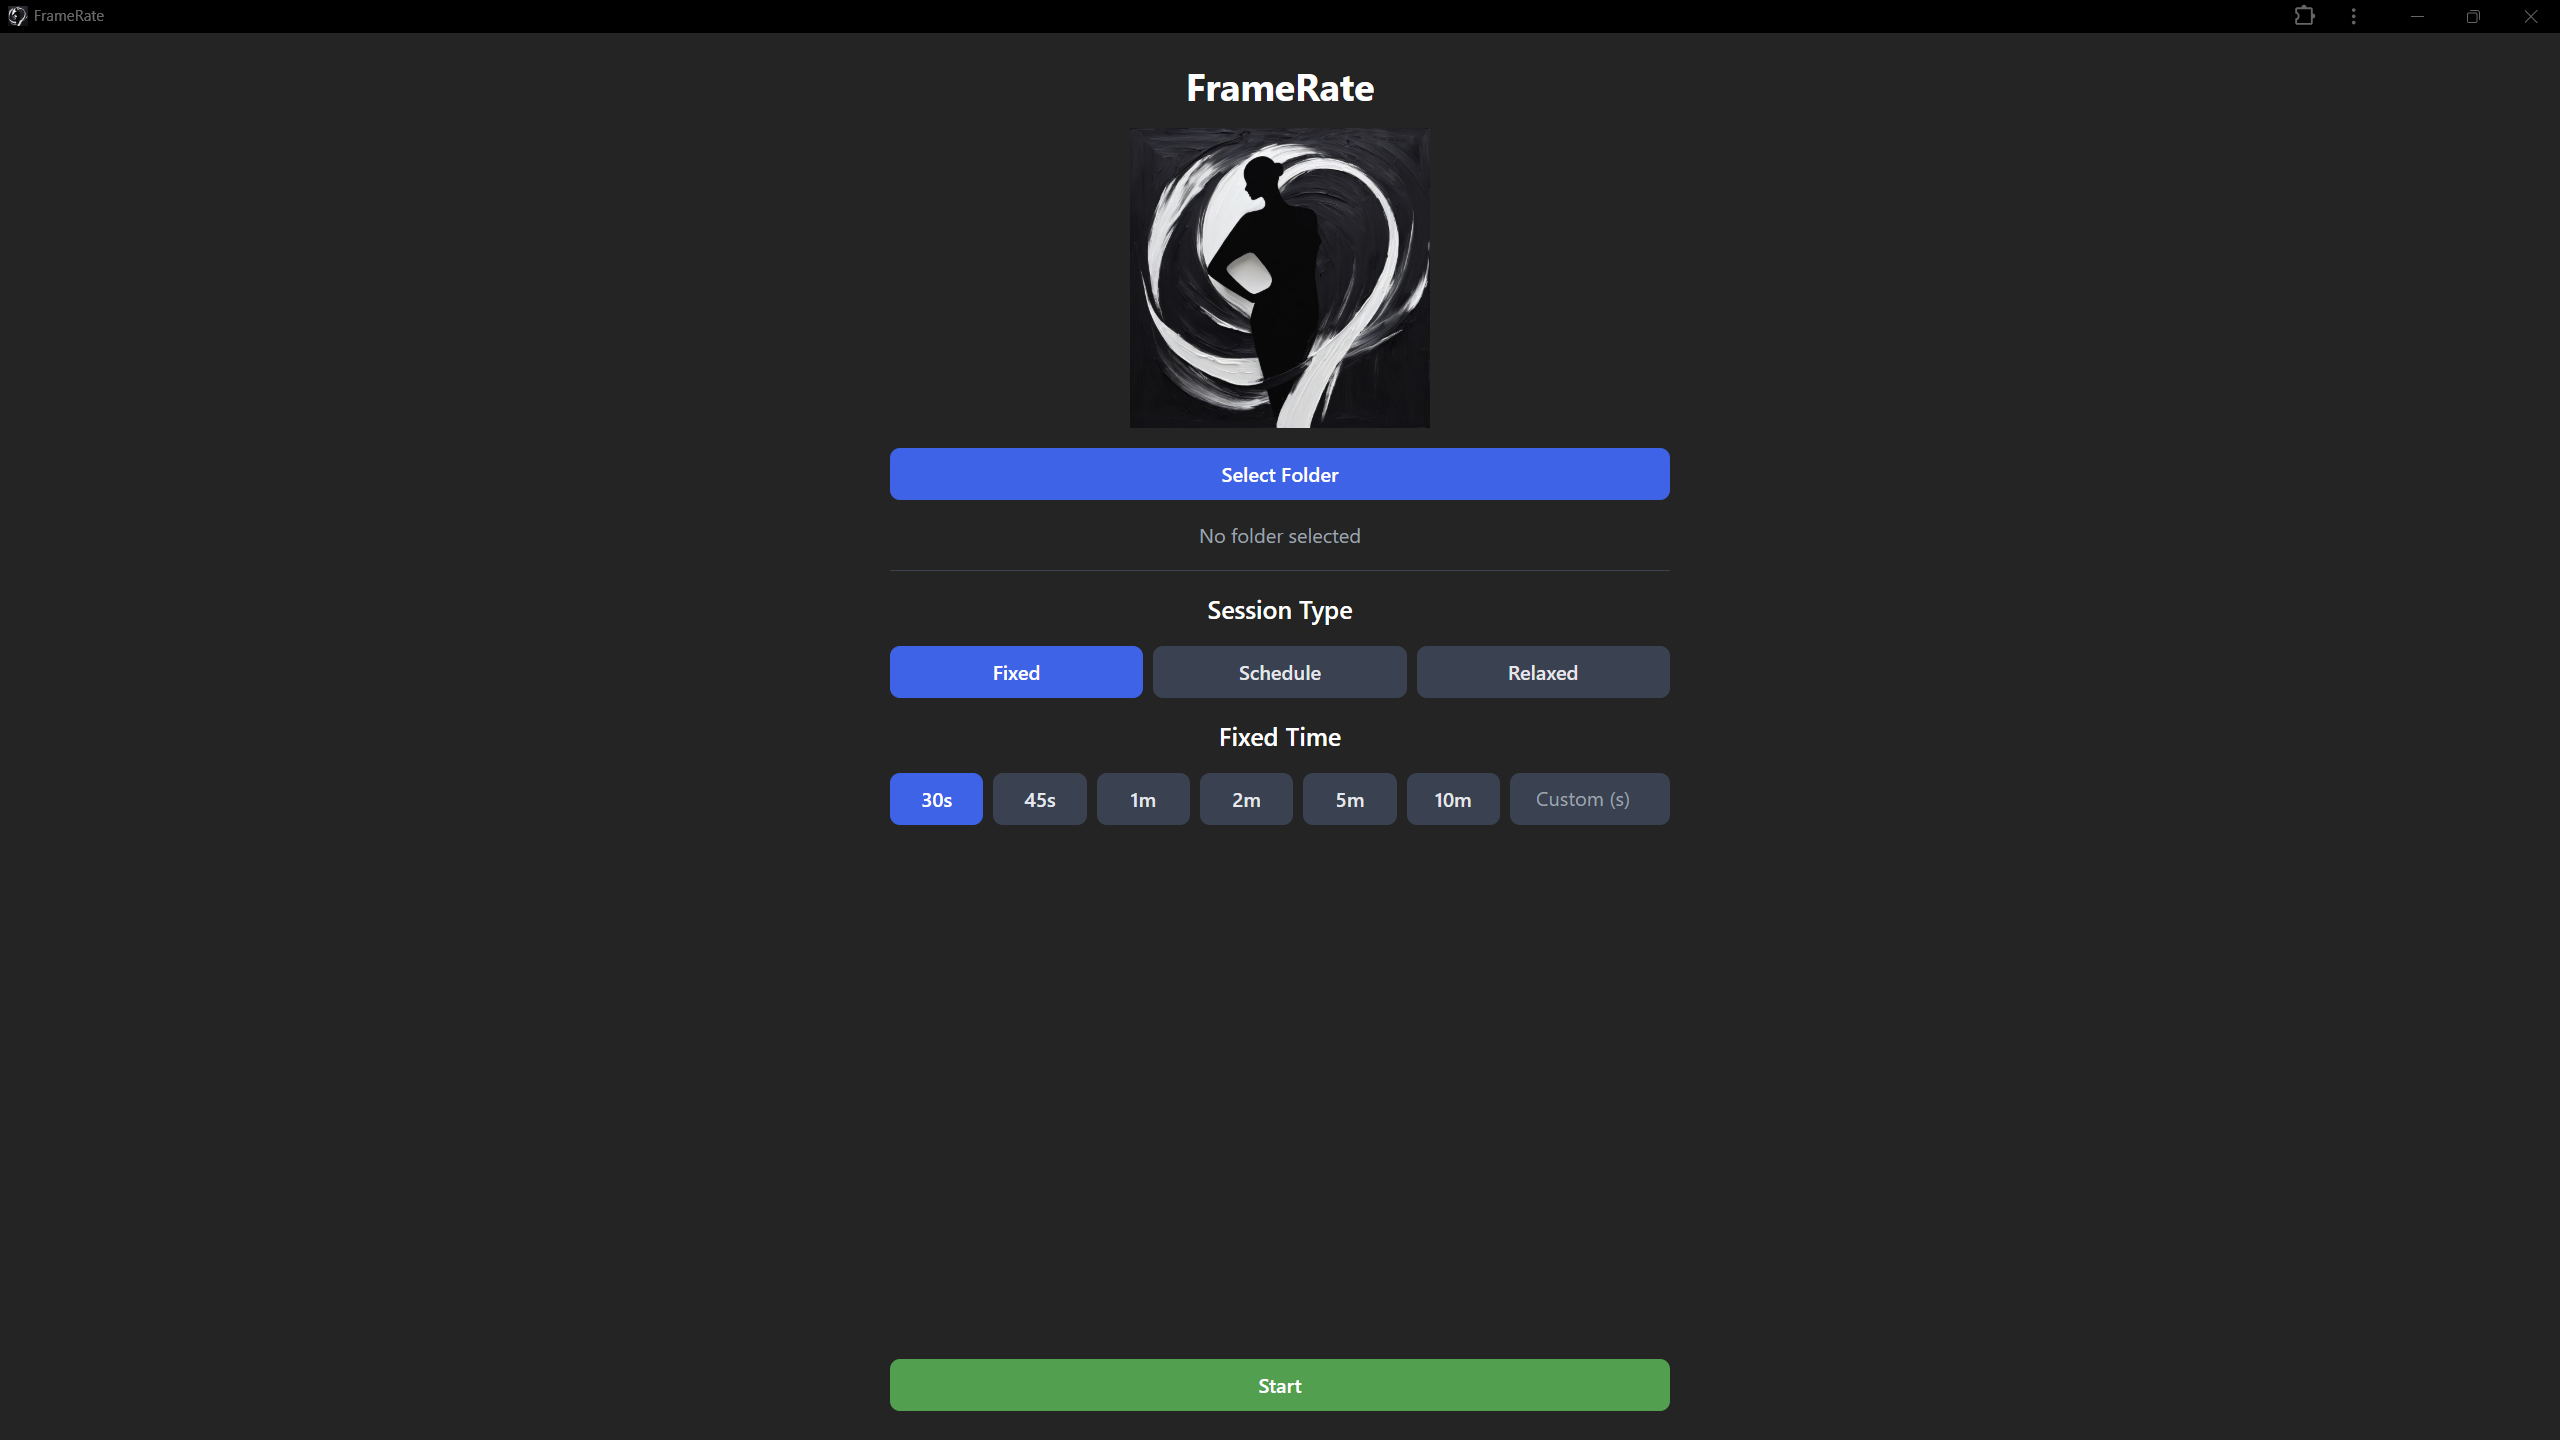 FrameRate
FrameRate
Select Folder
No folder selected
Session Type
Fixed Schedule Relaxed
Fixed Time
30s 45s 1m 2m 5m 10m Custom (s)
Start